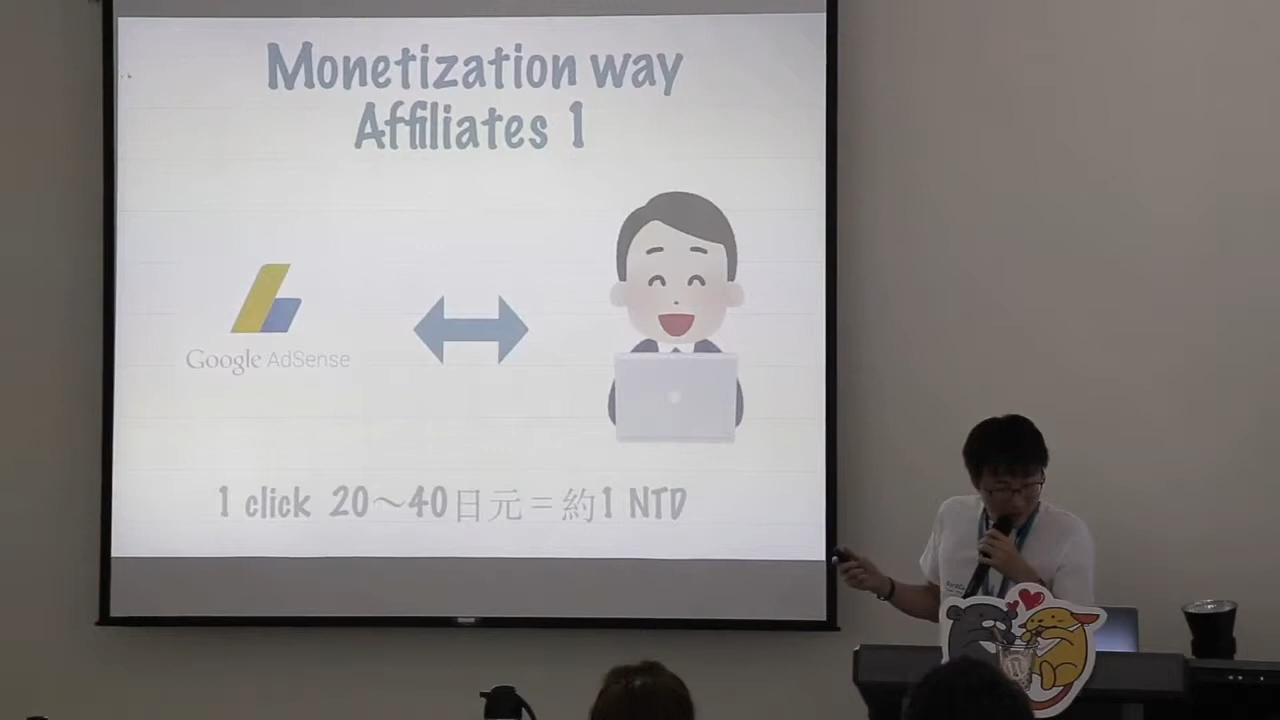 Monetization way
Affiliates 1
Google AdSense
1 click 20～40日元＝約1 NTD